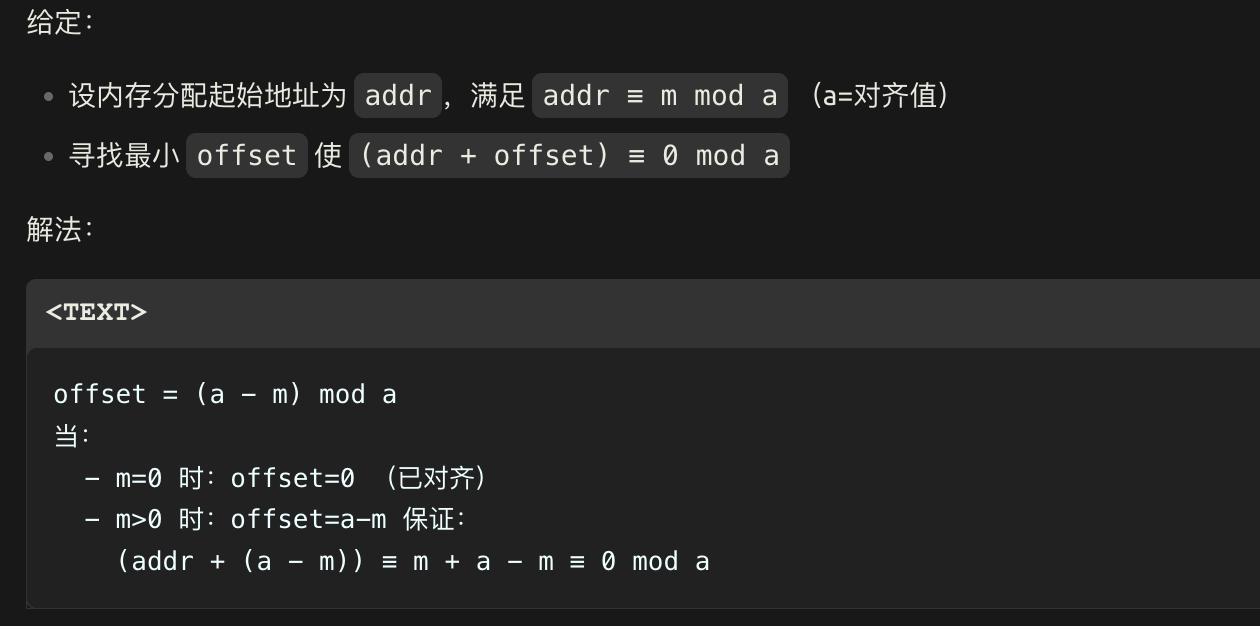 给定：
设内存分配起始地址为 addr，满足 addr ≡ m mod a （a=对齐值）
寻找最小 offset 使 (addr + offset) ≡ 0 mod a
解法：
<TEXT>
offset = (a - m) mod a
当：
- m=0 时：offset=0 （已对齐）
- m>0 时：offset=a-m 保证：
(addr + (a - m)) ≡ m + a - m ≡ 0 mod a